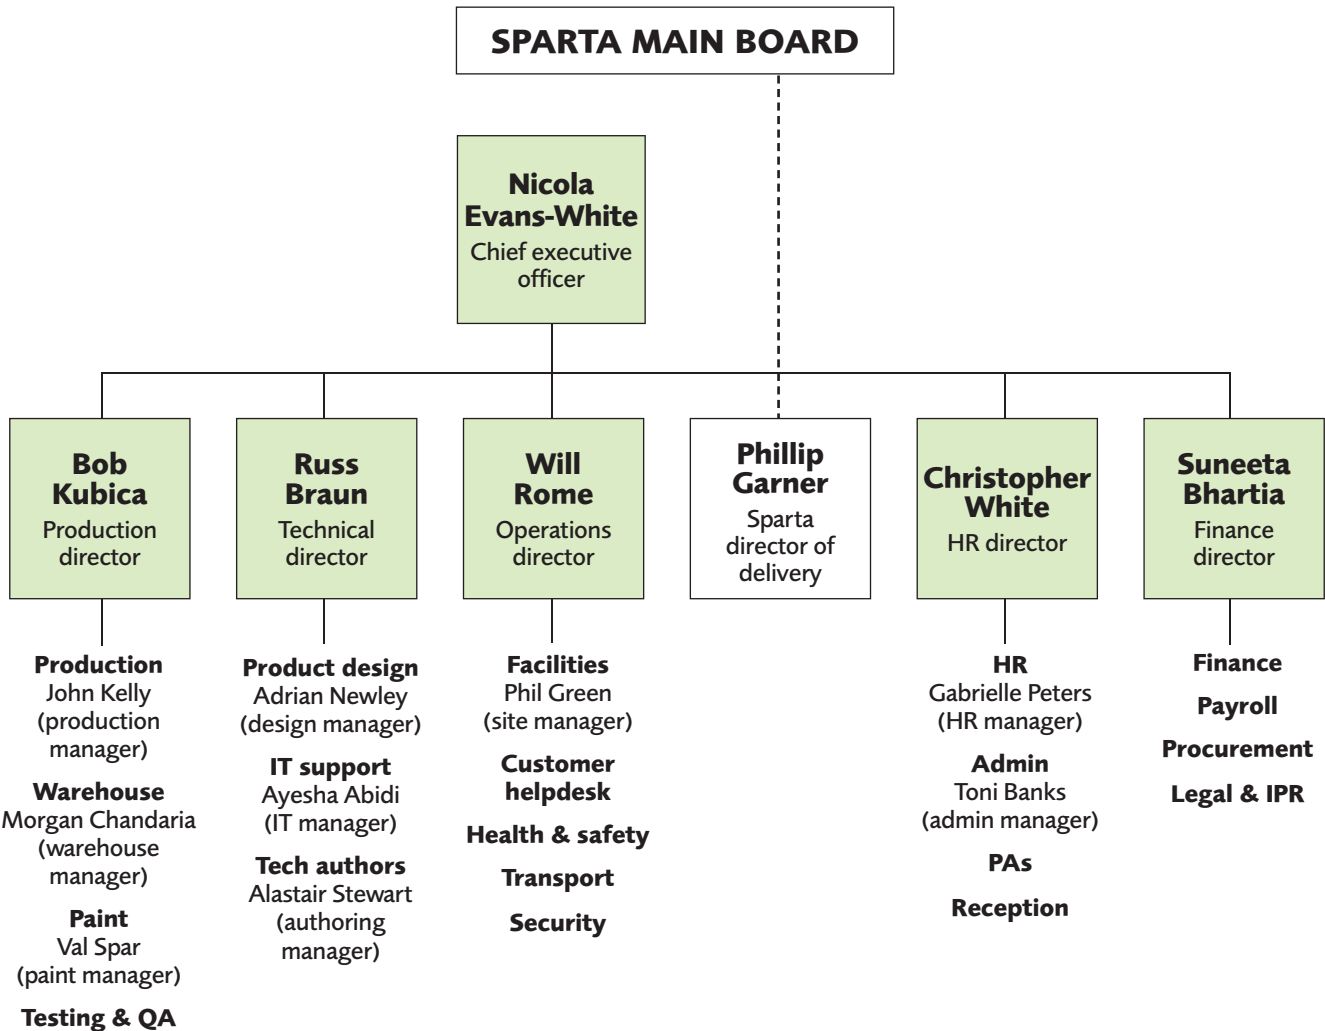 SPARTA MAIN BOARD
Nicola
Evans-White
Chief executive
officer
Bob
Kubica
Production
director
Russ
Braun
Technical
director
Will
Rome
Operations
director
Phillip
Garner
Sparta
director of
delivery
Christopher
White
HR director
Suneeta
Bhartia
Finance
director
Production
John Kelly
(production
manager)
Warehouse
Morgan Chandaria
(warehouse
manager)
Paint
Val Spar
(paint manager)
Testing & QA
Product design
Adrian Newley
(design manager)
IT support
Ayesha Abidi
(IT manager)
Tech authors
Alastair Stewart
(authoring
manager)
Facilities
Phil Green
(site manager)
Customer
helpdesk
Health & safety
Transport
Security
HR
Gabrielle Peters
(HR manager)
Admin
Toni Banks
(admin manager)
PAs
Reception
Finance
Payroll
Procurement
Legal & IPR